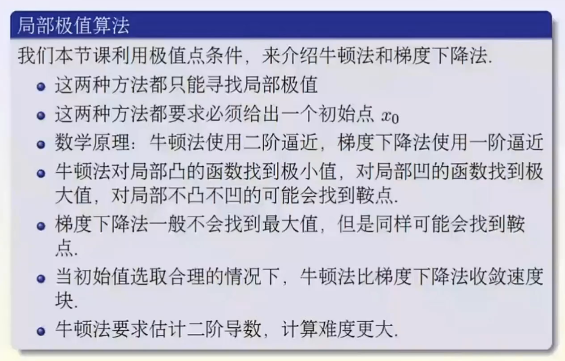 局部极值算法
我们本节课利用极值点条件，来介绍牛顿法和梯度下降法.
这两种方法都只能寻找局部极值
这两种方法都要求必须给出一个初始点 x₀
数学原理：牛顿法使用二阶逼近，梯度下降法使用一阶逼近
牛顿法对局部凸的函数找到极小值，对局部凹的函数找到极
大值，对局部不凸不凹的可能会找到鞍点.
梯度下降法一般不会找到最大值，但是同样可能会找到鞍
点.
当初始值选取合理的情况下，牛顿法比梯度下降法收敛速度
块.
牛顿法要求估计二阶导数，计算难度更大.